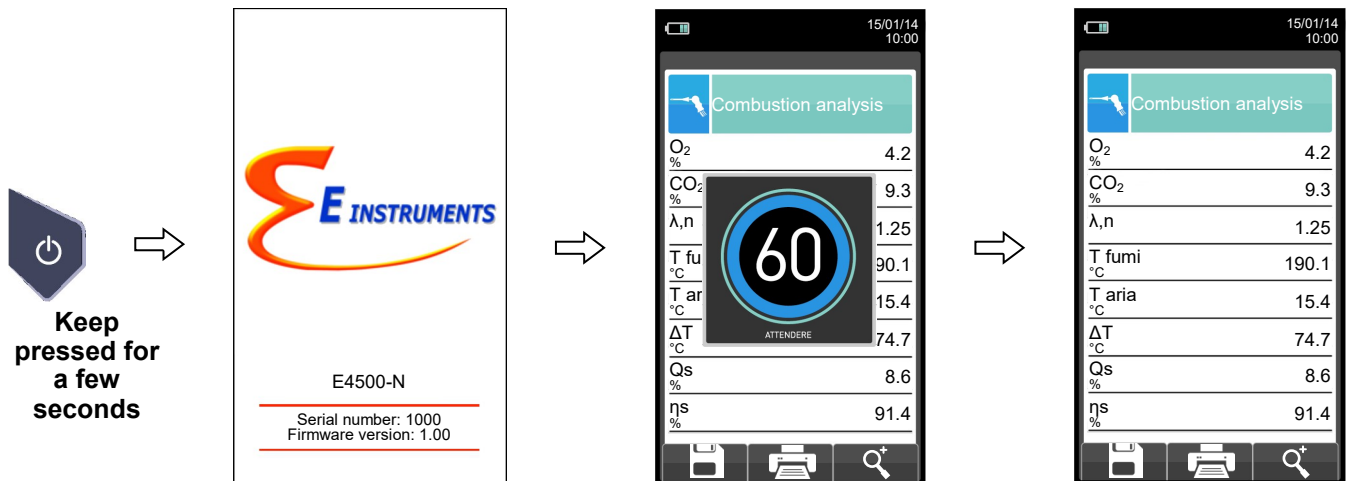 Keep
pressed for
a few
seconds
E INSTRUMENTS
E4500-N
Serial number: 1000
Firmware version: 1.00
15/01/14
10:00
Combustion analysis
O2 4.2
%
CO2 9.3
%
λ,n 1.25
T fu 90.1
°C
T ar 15.4
°C
ΔT 74.7
°C
Qs 8.6
%
ηs 91.4
%
60
ATTENDERE
15/01/14
10:00
Combustion analysis
O2 4.2
%
CO2 9.3
%
λ,n 1.25
T fumi 190.1
°C
T aria 15.4
°C
ΔT 74.7
°C
Qs 8.6
%
ηs 91.4
%